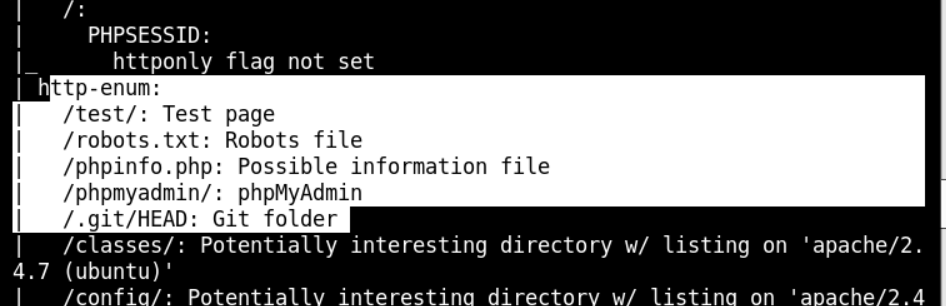 |   /:
|     PHPSESSID:
|_      httponly flag not set
| http-enum:
|   /test/: Test page
|   /robots.txt: Robots file
|   /phpinfo.php: Possible information file
|   /phpmyadmin/: phpMyAdmin
|   /.git/HEAD: Git folder
|   /classes/: Potentially interesting directory w/ listing on 'apache/2.
4.7 (ubuntu)'
|   /config/: Potentially interesting directory w/ listing on 'apache/2.4